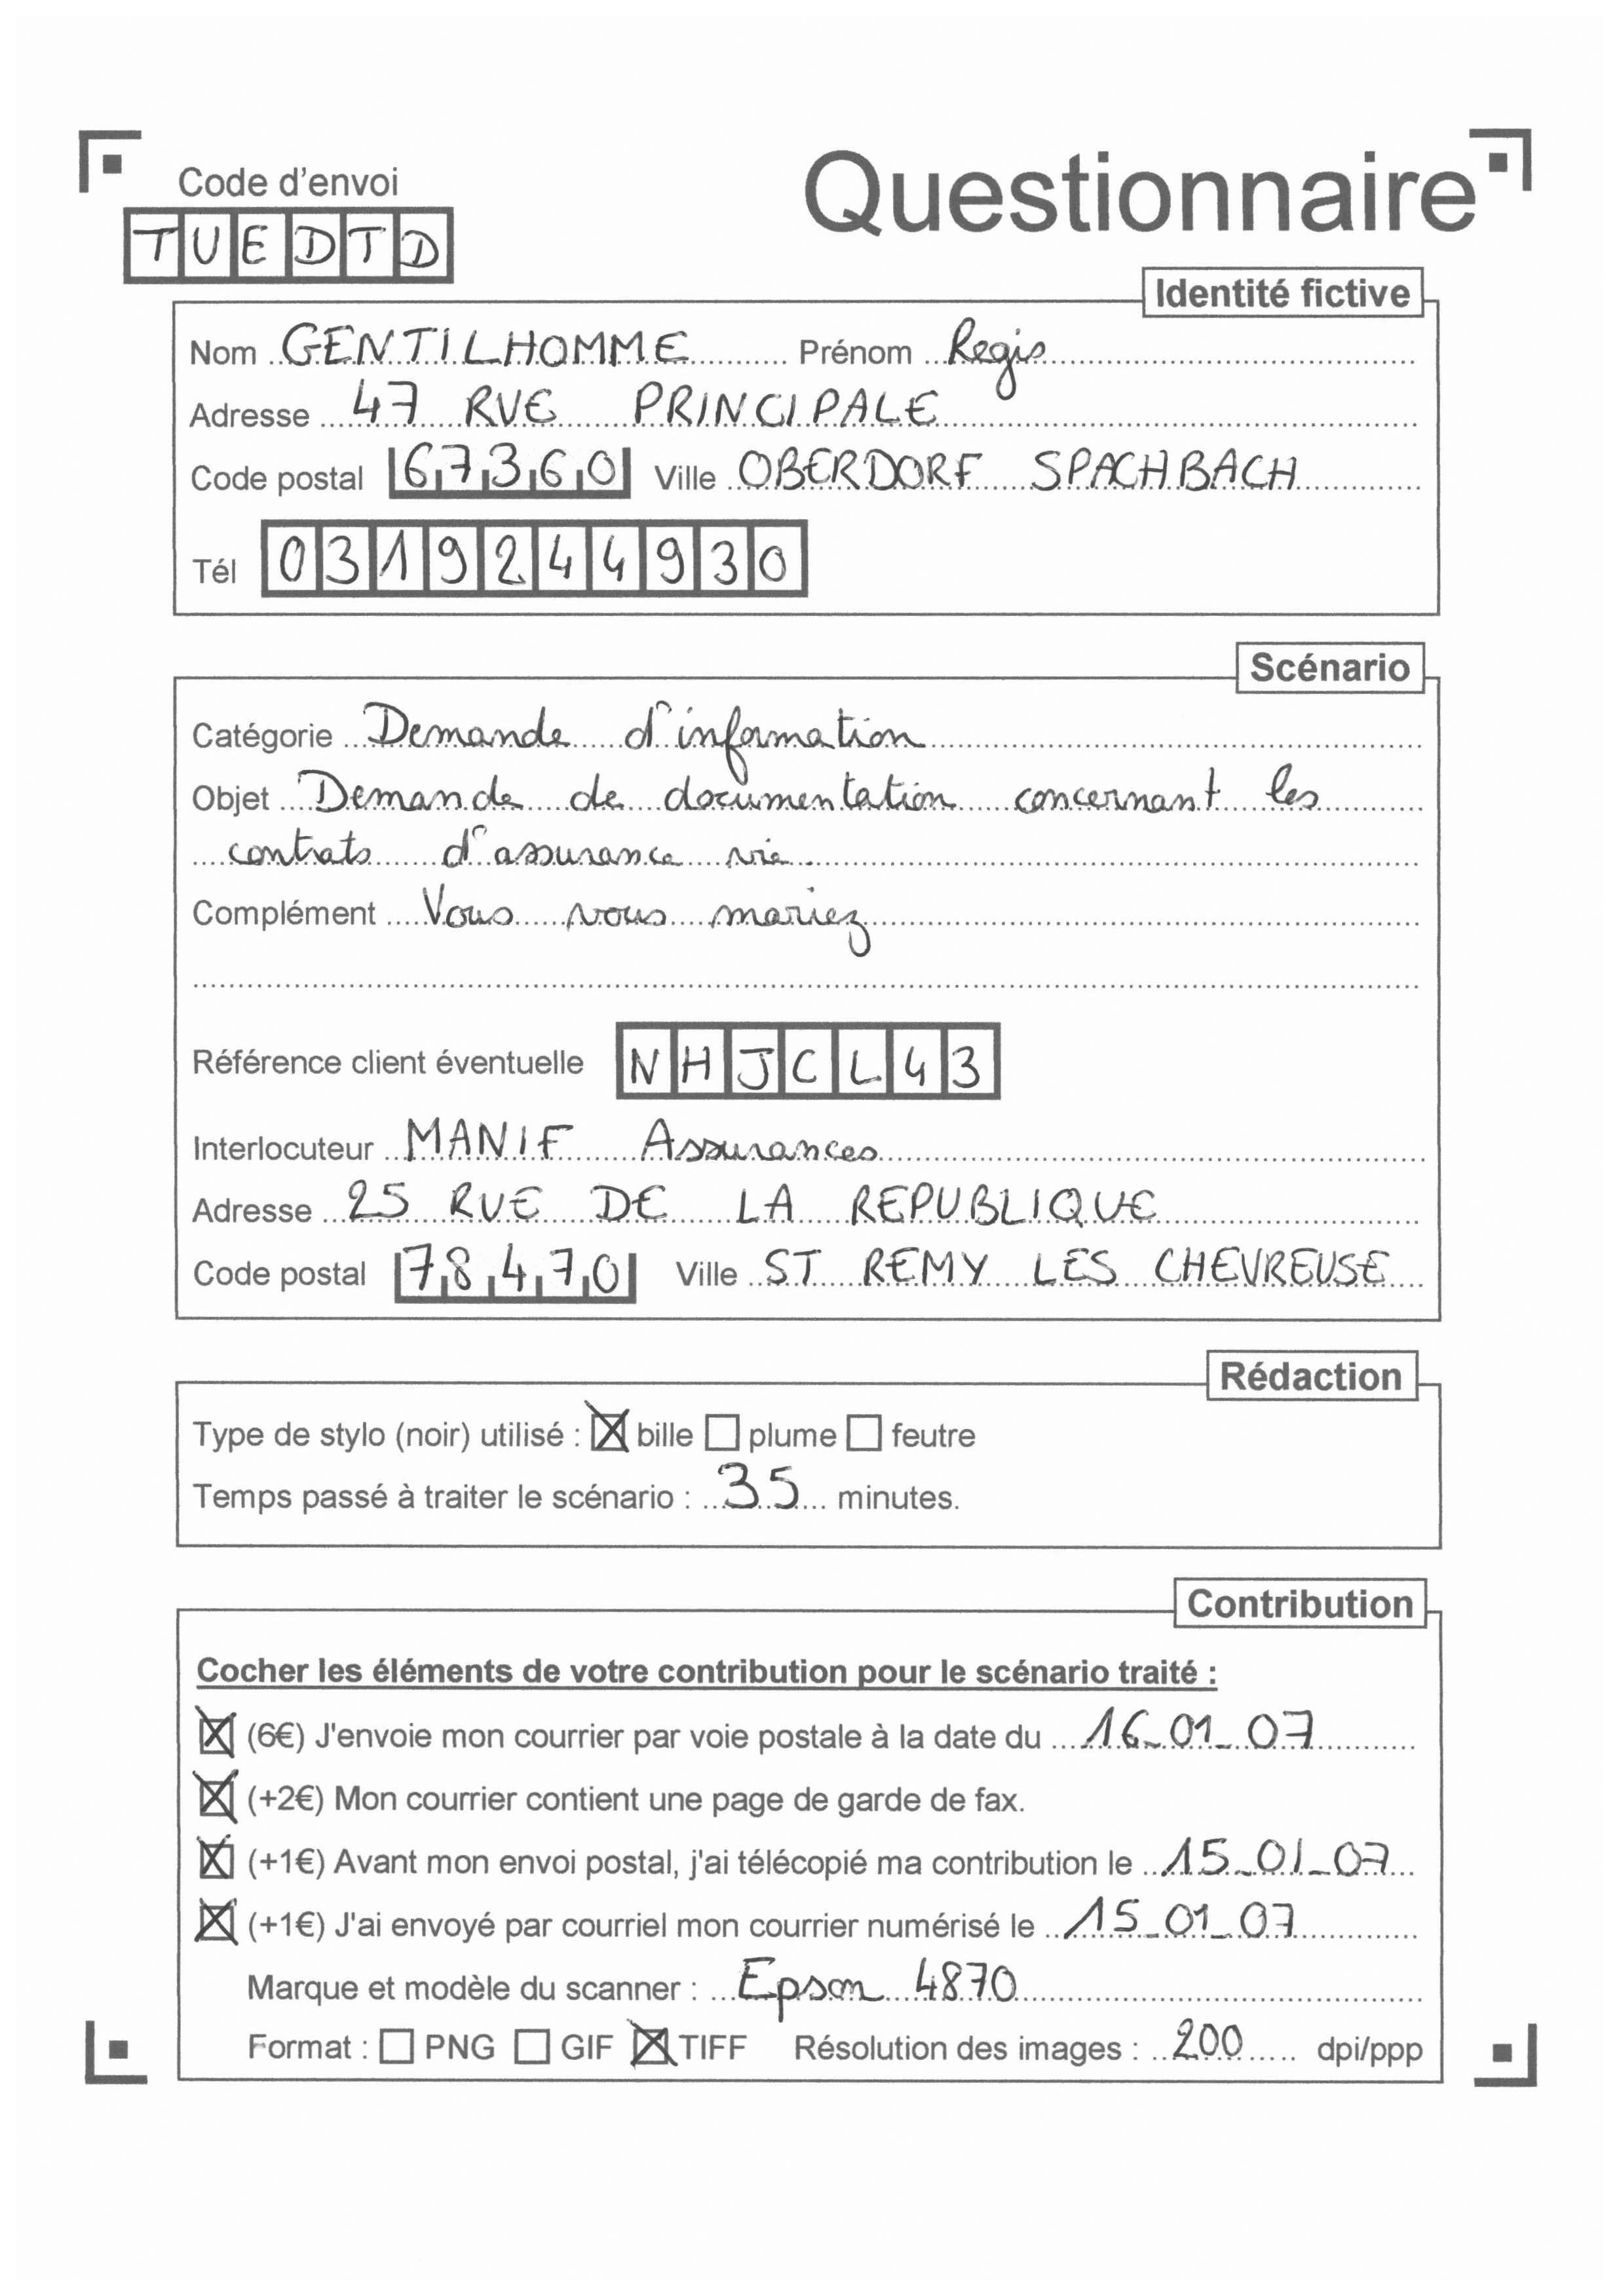 Code d'envoi
Questionnaire
TUEDTD
Identité fictive
Nom GENTILHOMME Prénom Regis
Adresse 47 RUE PRINCIPALE
Code postal 67360 Ville OBERDORF SPACHBACH
Tél 0319244930
Scénario
Catégorie Demande d'information
Objet Demande de documentation concernant les
contrats d'assurance vie.
Complément Vous vous mariez
Référence client éventuelle NHJCL43
Interlocuteur MANIF Assurances
Adresse 25 RUE DE LA REPUBLIQUE
Code postal 78470 Ville ST REMY LES CHEVREUSE
Rédaction
Type de stylo (noir) utilisé : ☒ bille ☐ plume ☐ feutre
Temps passé à traiter le scénario : 35 minutes.
Contribution
Cocher les éléments de votre contribution pour le scénario traité :
☒ (6€) J'envoie mon courrier par voie postale à la date du 16_01_07
☒ (+2€) Mon courrier contient une page de garde de fax.
☒ (+1€) Avant mon envoi postal, j'ai télécopié ma contribution le 15_01_07
☒ (+1€) J'ai envoyé par courriel mon courrier numérisé le 15_01_07
Marque et modèle du scanner : Epson 4870
Format : ☐ PNG ☐ GIF ☒ TIFF Résolution des images : 200 dpi/ppp